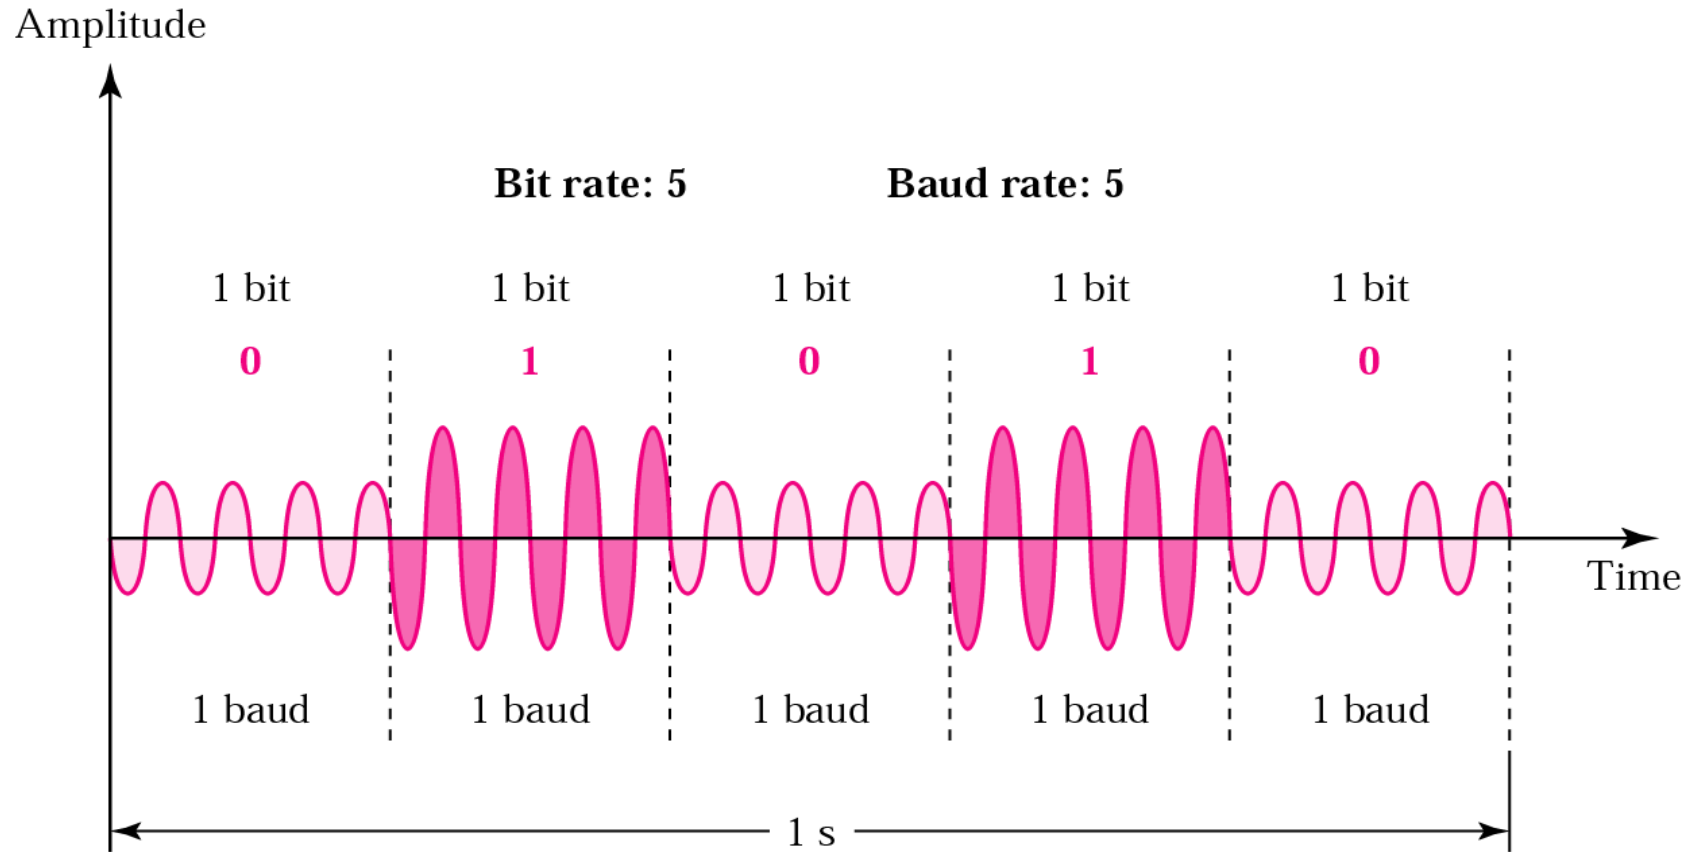 Amplitude
Bit rate: 5 Baud rate: 5
1 bit 1 bit 1 bit 1 bit 1 bit
0 1 0 1 0
Time
1 baud 1 baud 1 baud 1 baud 1 baud
1 s